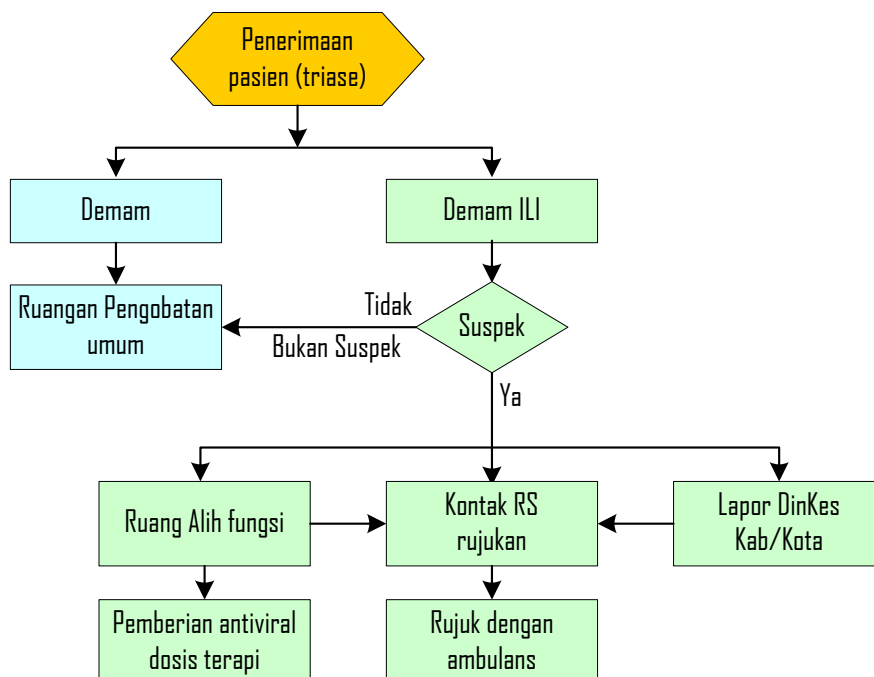 Penerimaan
pasien (triase)
Demam
Demam ILI
Ruangan Pengobatan
umum
Tidak
Bukan Suspek
Suspek
Ya
Ruang Alih fungsi
Kontak RS
rujukan
Lapor DinKes
Kab/Kota
Pemberian antiviral
dosis terapi
Rujuk dengan
ambulans